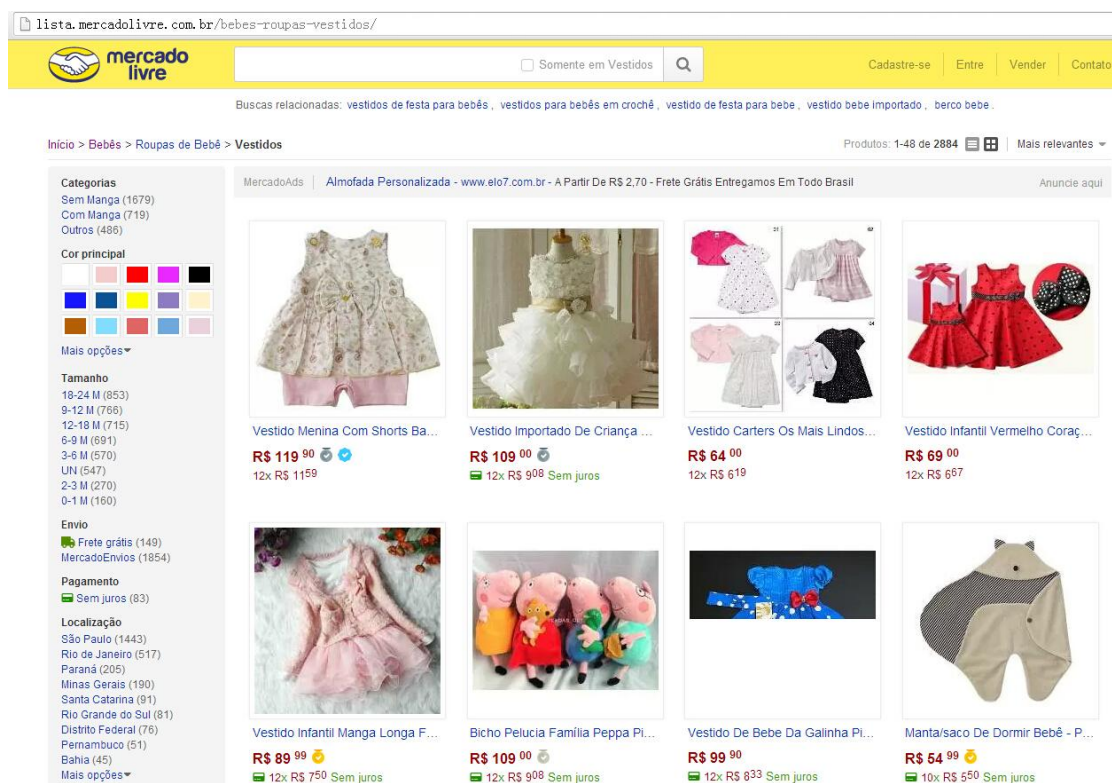 lista.mercadolivre.com.br/bebes-roupas-vestidos/
mercado
livre
Somente em Vestidos
Cadastre-se
Entre
Vender
Contato
Buscas relacionadas: vestidos de festa para bebês , vestidos para bebês em crochê , vestido de festa para bebe , vestido bebe importado , berco bebe .
Início > Bebês > Roupas de Bebê > Vestidos
Produtos: 1-48 de 2884
Mais relevantes
Categorias
Sem Manga (1679)
Com Manga (719)
Outros (486)
Cor principal
Mais opções
Tamanho
18-24 M (853)
9-12 M (766)
12-18 M (715)
6-9 M (691)
3-6 M (570)
UN (547)
2-3 M (270)
0-1 M (160)
Envio
Frete grátis (149)
MercadoEnvios (1854)
Pagamento
Sem juros (83)
Localização
São Paulo (1443)
Rio de Janeiro (517)
Paraná (205)
Minas Gerais (190)
Santa Catarina (91)
Rio Grande do Sul (81)
Distrito Federal (76)
Pernambuco (51)
Bahia (45)
Mais opções
MercadoAds
Almofada Personalizada - www.elo7.com.br - A Partir De R$ 2,70 - Frete Grátis Entregamos Em Todo Brasil
Anuncie aqui
Vestido Menina Com Shorts Ba...
R$ 119 90
12x R$ 11 59
Vestido Importado De Criança ...
R$ 109 00
12x R$ 9 08 Sem juros
01
02
03
04
Vestido Carters Os Mais Lindos...
R$ 64 00
12x R$ 6 19
Vestido Infantil Vermelho Coraç...
R$ 69 00
12x R$ 6 67
Vestido Infantil Manga Longa F...
R$ 89 99
12x R$ 7 50 Sem juros
Bicho Pelucia Família Peppa Pi...
R$ 109 00
12x R$ 9 08 Sem juros
Vestido De Bebe Da Galinha Pi...
R$ 99 90
12x R$ 8 33 Sem juros
Manta/saco De Dormir Bebê - P...
R$ 54 99
10x R$ 5 50 Sem juros